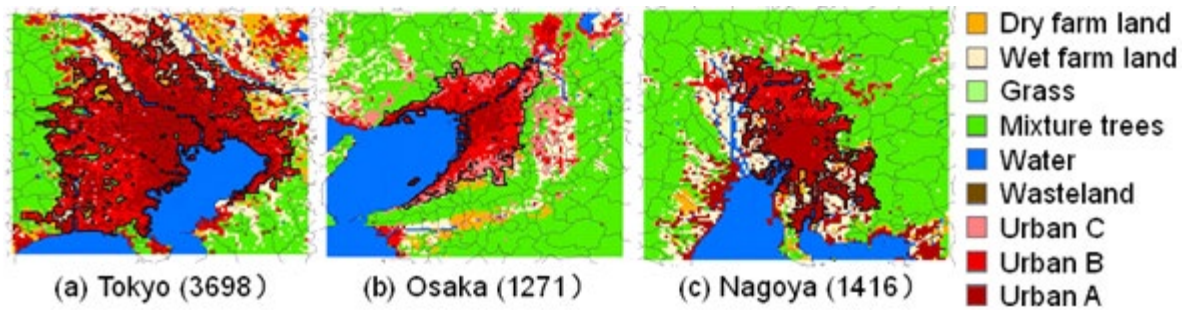 Dry farm land
Wet farm land
Grass
Mixture trees
Water
Wasteland
Urban C
Urban B
Urban A
(a) Tokyo (3698)
(b) Osaka (1271)
(c) Nagoya (1416)